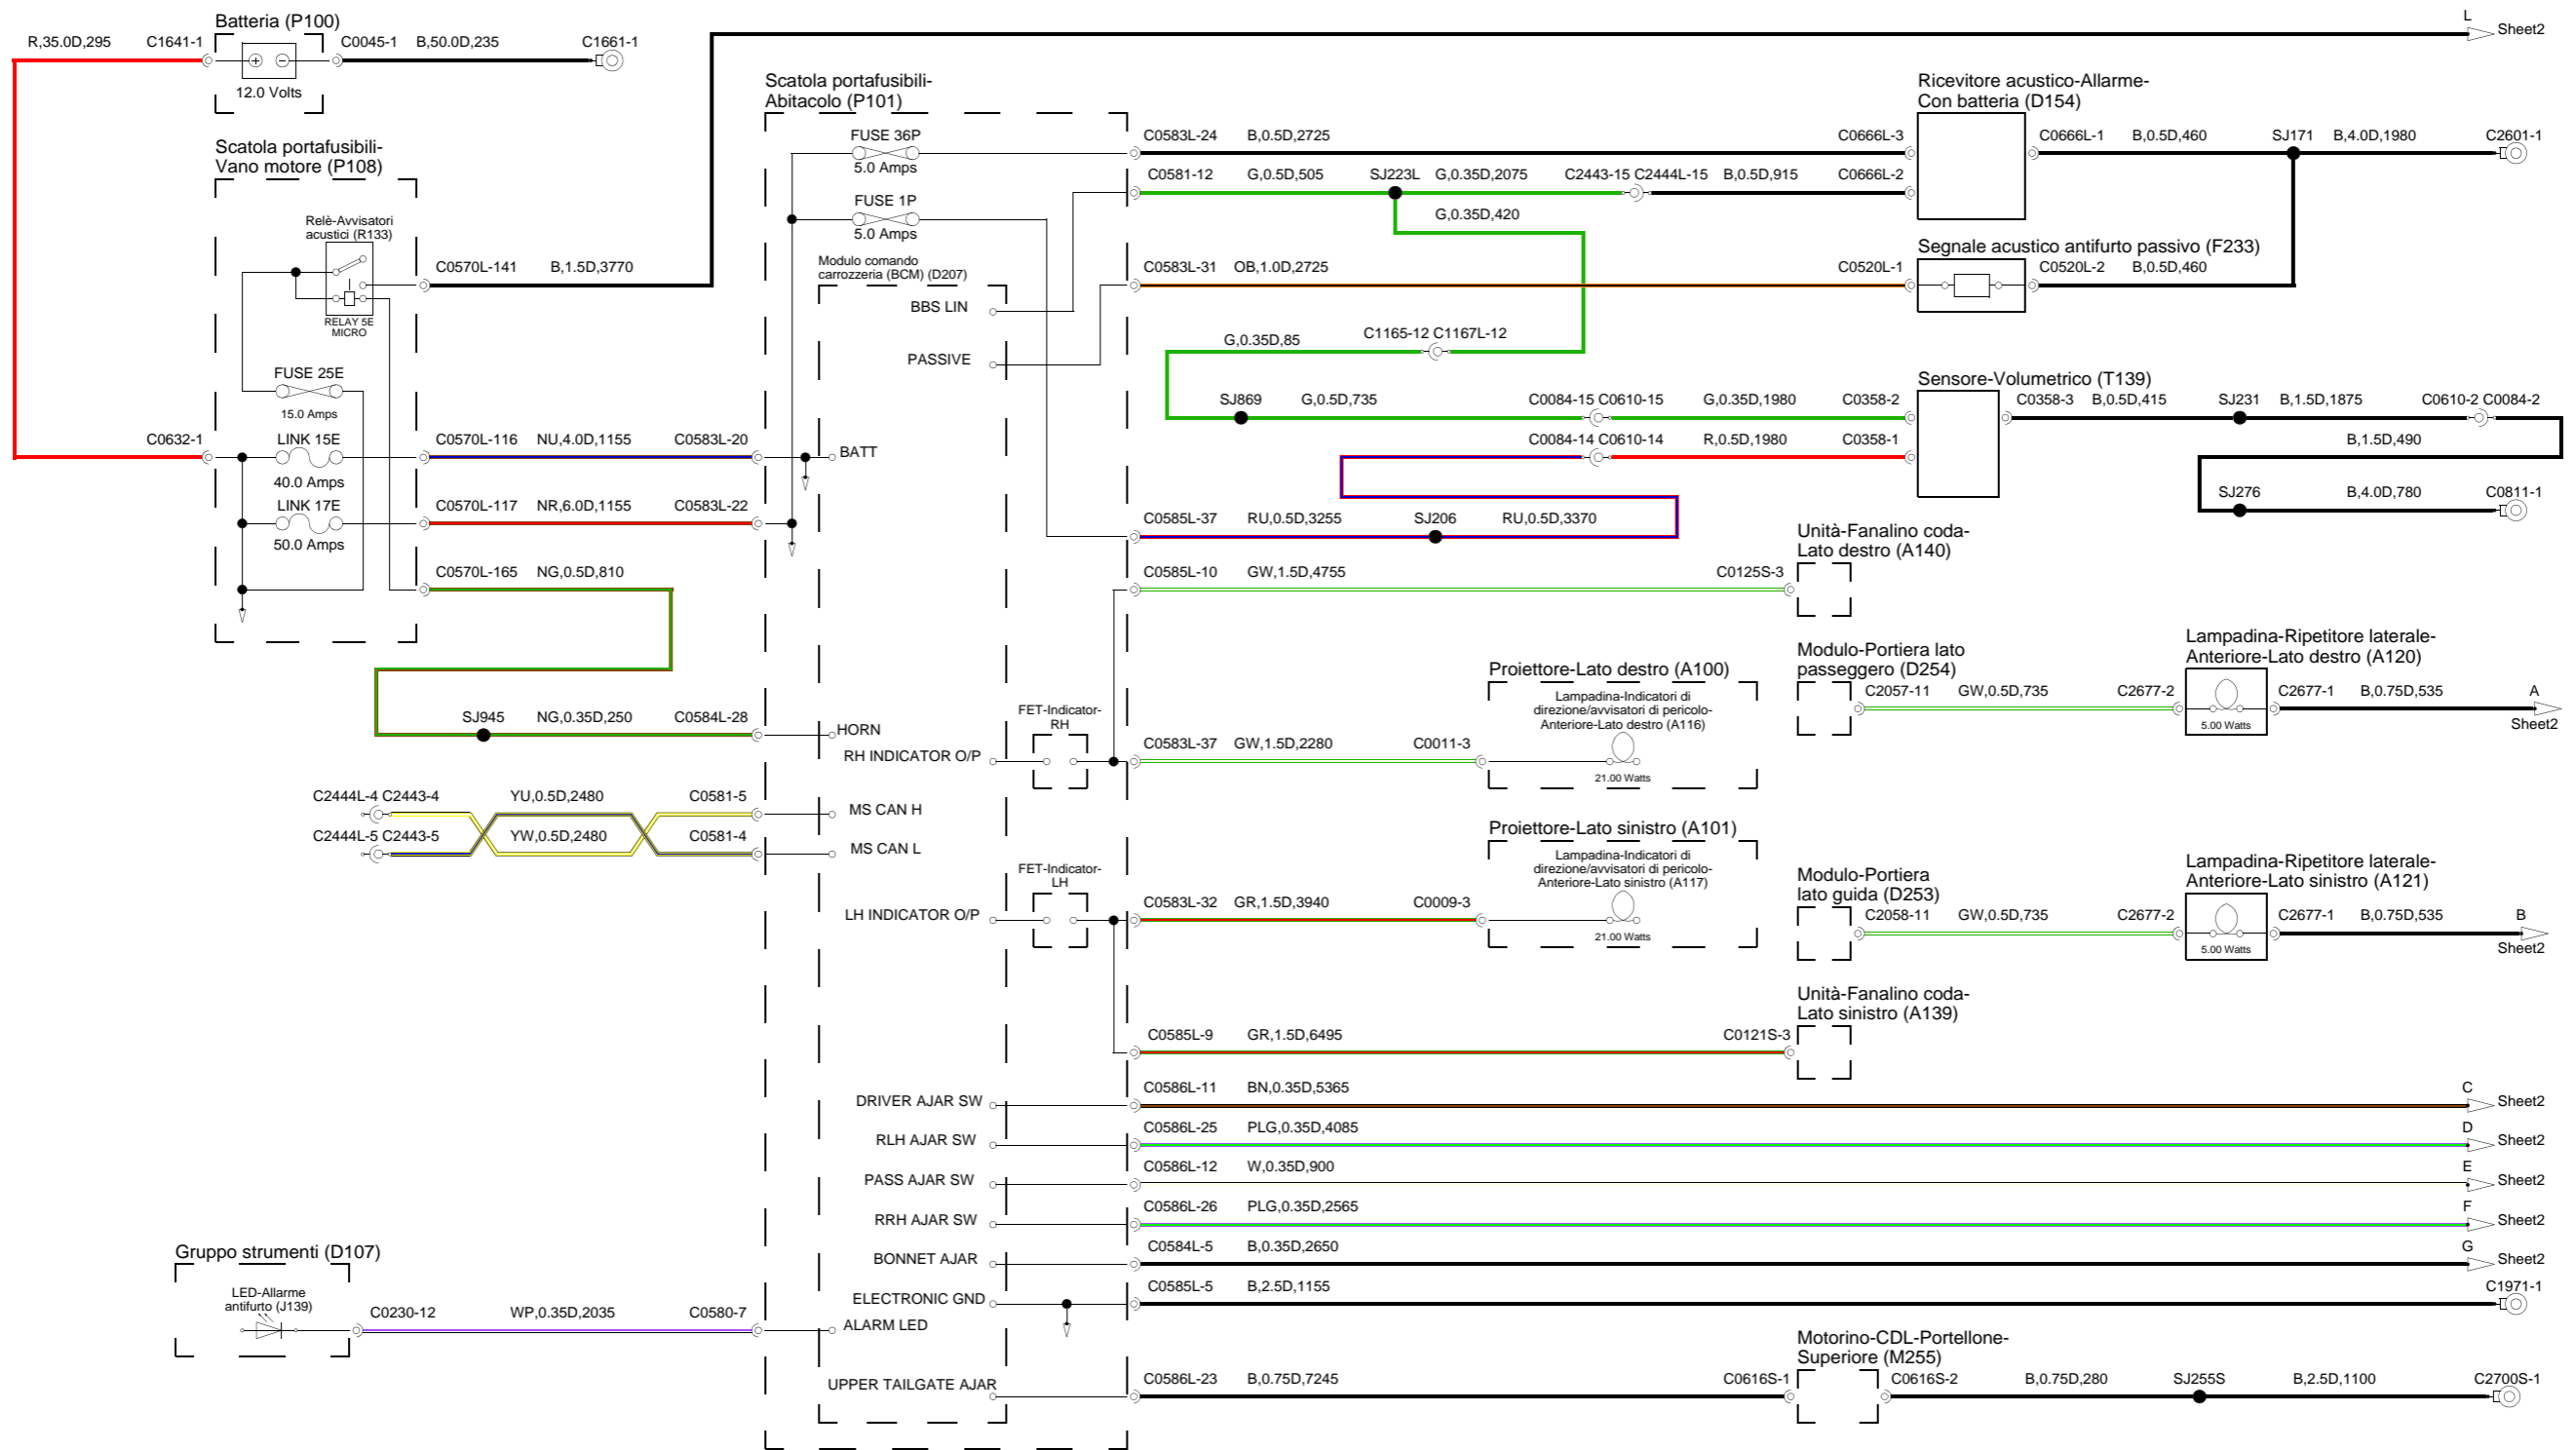 Batteria (P100)
R,35.0D,295
C1641-1
C0045-1
B,50.0D,235
C1661-1
12.0 Volts
L
Sheet2
Scatola portafusibili-
Vano motore (P108)
Relè-Avvisatori
acustici (R133)
RELAY 5E
MICRO
FUSE 25E
15.0 Amps
C0632-1
LINK 15E
40.0 Amps
LINK 17E
50.0 Amps
C0570L-141
B,1.5D,3770
C0570L-116
NU,4.0D,1155
C0583L-20
C0570L-117
NR,6.0D,1155
C0583L-22
C0570L-165
NG,0.5D,810
SJ945
NG,0.35D,250
C0584L-28
C2444L-4 C2443-4
YU,0.5D,2480
C0581-5
C2444L-5 C2443-5
YW,0.5D,2480
C0581-4
Gruppo strumenti (D107)
LED-Allarme
antifurto (J139)
C0230-12
WP,0.35D,2035
C0580-7
Scatola portafusibili-
Abitacolo (P101)
FUSE 36P
5.0 Amps
FUSE 1P
5.0 Amps
Modulo comando
carrozzeria (BCM) (D207)
BBS LIN
PASSIVE
BATT
HORN
RH INDICATOR O/P
FET-Indicator-
RH
MS CAN H
MS CAN L
FET-Indicator-
LH
LH INDICATOR O/P
DRIVER AJAR SW
RLH AJAR SW
PASS AJAR SW
RRH AJAR SW
BONNET AJAR
ELECTRONIC GND
ALARM LED
UPPER TAILGATE AJAR
C0583L-24
B,0.5D,2725
C0666L-3
Ricevitore acustico-Allarme-
Con batteria (D154)
C0666L-1
B,0.5D,460
SJ171
B,4.0D,1980
C2601-1
C0581-12
G,0.5D,505
SJ223L
G,0.35D,2075
C2443-15 C2444L-15
B,0.5D,915
C0666L-2
G,0.35D,420
C0583L-31
OB,1.0D,2725
C0520L-1
Segnale acustico antifurto passivo (F233)
C0520L-2
B,0.5D,460
G,0.35D,85
C1165-12 C1167L-12
SJ869
G,0.5D,735
C0084-15 C0610-15
G,0.35D,1980
C0358-2
Sensore-Volumetrico (T139)
C0358-3
B,0.5D,415
SJ231
B,1.5D,1875
C0610-2 C0084-2
C0084-14 C0610-14
R,0.5D,1980
C0358-1
B,1.5D,490
SJ276
B,4.0D,780
C0811-1
C0585L-37
RU,0.5D,3255
SJ206
RU,0.5D,3370
Unità-Fanalino coda-
Lato destro (A140)
C0585L-10
GW,1.5D,4755
C0125S-3
Proiettore-Lato destro (A100)
Lampadina-Indicatori di
direzione/avvisatori di pericolo-
Anteriore-Lato destro (A116)
21.00 Watts
C0583L-37
GW,1.5D,2280
C0011-3
Modulo-Portiera lato
passeggero (D254)
C2057-11
GW,0.5D,735
C2677-2
Lampadina-Ripetitore laterale-
Anteriore-Lato destro (A120)
5.00 Watts
C2677-1
B,0.75D,535
A
Sheet2
Proiettore-Lato sinistro (A101)
Lampadina-Indicatori di
direzione/avvisatori di pericolo-
Anteriore-Lato sinistro (A117)
21.00 Watts
C0583L-32
GR,1.5D,3940
C0009-3
Modulo-Portiera
lato guida (D253)
C2058-11
GW,0.5D,735
C2677-2
Lampadina-Ripetitore laterale-
Anteriore-Lato sinistro (A121)
5.00 Watts
C2677-1
B,0.75D,535
B
Sheet2
Unità-Fanalino coda-
Lato sinistro (A139)
C0585L-9
GR,1.5D,6495
C0121S-3
C0586L-11
BN,0.35D,5365
C
Sheet2
C0586L-25
PLG,0.35D,4085
D
Sheet2
C0586L-12
W,0.35D,900
E
Sheet2
C0586L-26
PLG,0.35D,2565
F
Sheet2
C0584L-5
B,0.35D,2650
G
Sheet2
C0585L-5
B,2.5D,1155
C1971-1
Motorino-CDL-Portellone-
Superiore (M255)
C0586L-23
B,0.75D,7245
C0616S-1
C0616S-2
B,0.75D,280
SJ255S
B,2.5D,1100
C2700S-1